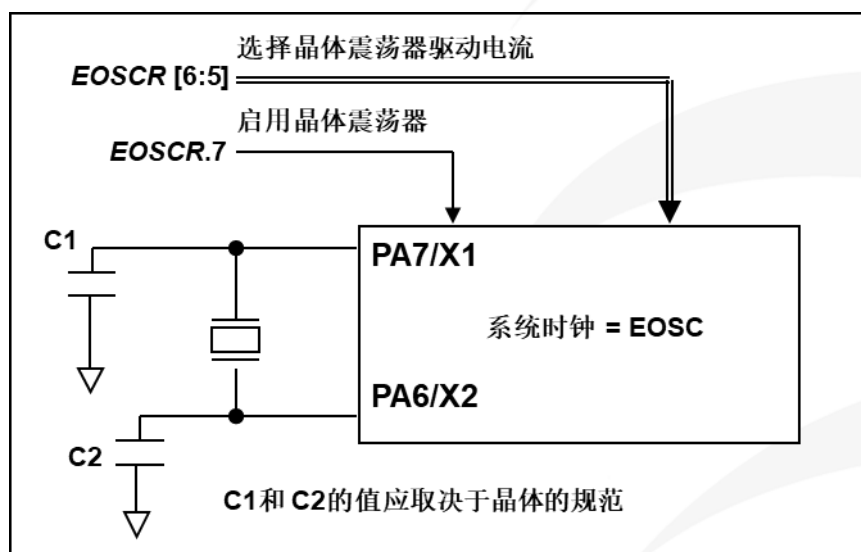 选择晶体震荡器驱动电流
EOSCR [6:5]
启用晶体震荡器
EOSCR.7
C1
PA7/X1
系统时钟 = EOSC
PA6/X2
C2
C1和 C2的值应取决于晶体的规范